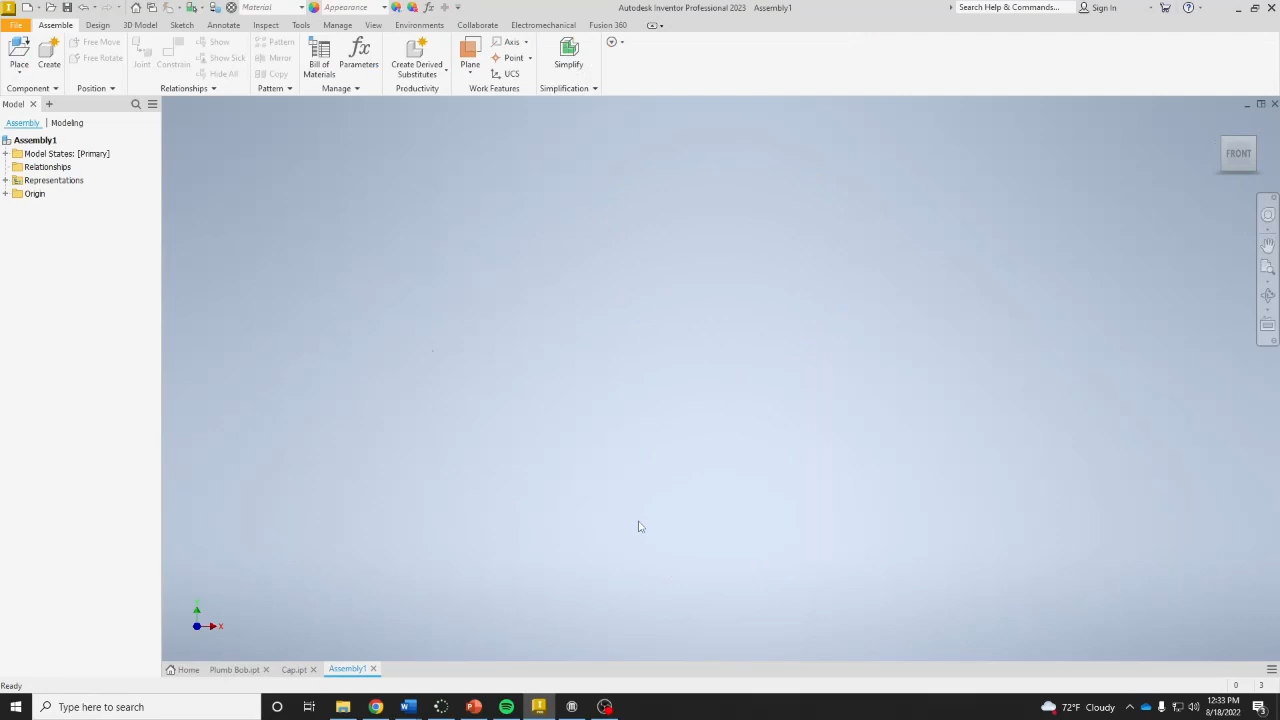 Material Appearance Autodesk Inventor Professional 2023 Assembly1 Search Help & Commands... Sign In
File Assemble Design 3D Model Sketch Annotate Inspect Tools Manage View Environments Collaborate Electromechanical Fusion 360
Place Create Free Move Free Rotate Joint Constrain Show Show Sick Hide All Pattern Mirror Copy Bill of Materials fx Parameters Create Derived Substitutes Plane Axis Point UCS Simplify
Component Position Relationships Pattern Manage Productivity Work Features Simplification
Model
Assembly Modeling
Assembly1
Model States: [Primary]
Relationships
Representations
Origin
FRONT
X
Home Plumb Bob.ipt Cap.ipt Assembly1
Ready 0 3
Type here to search 72°F Cloudy 12:33 PM
8/18/2022